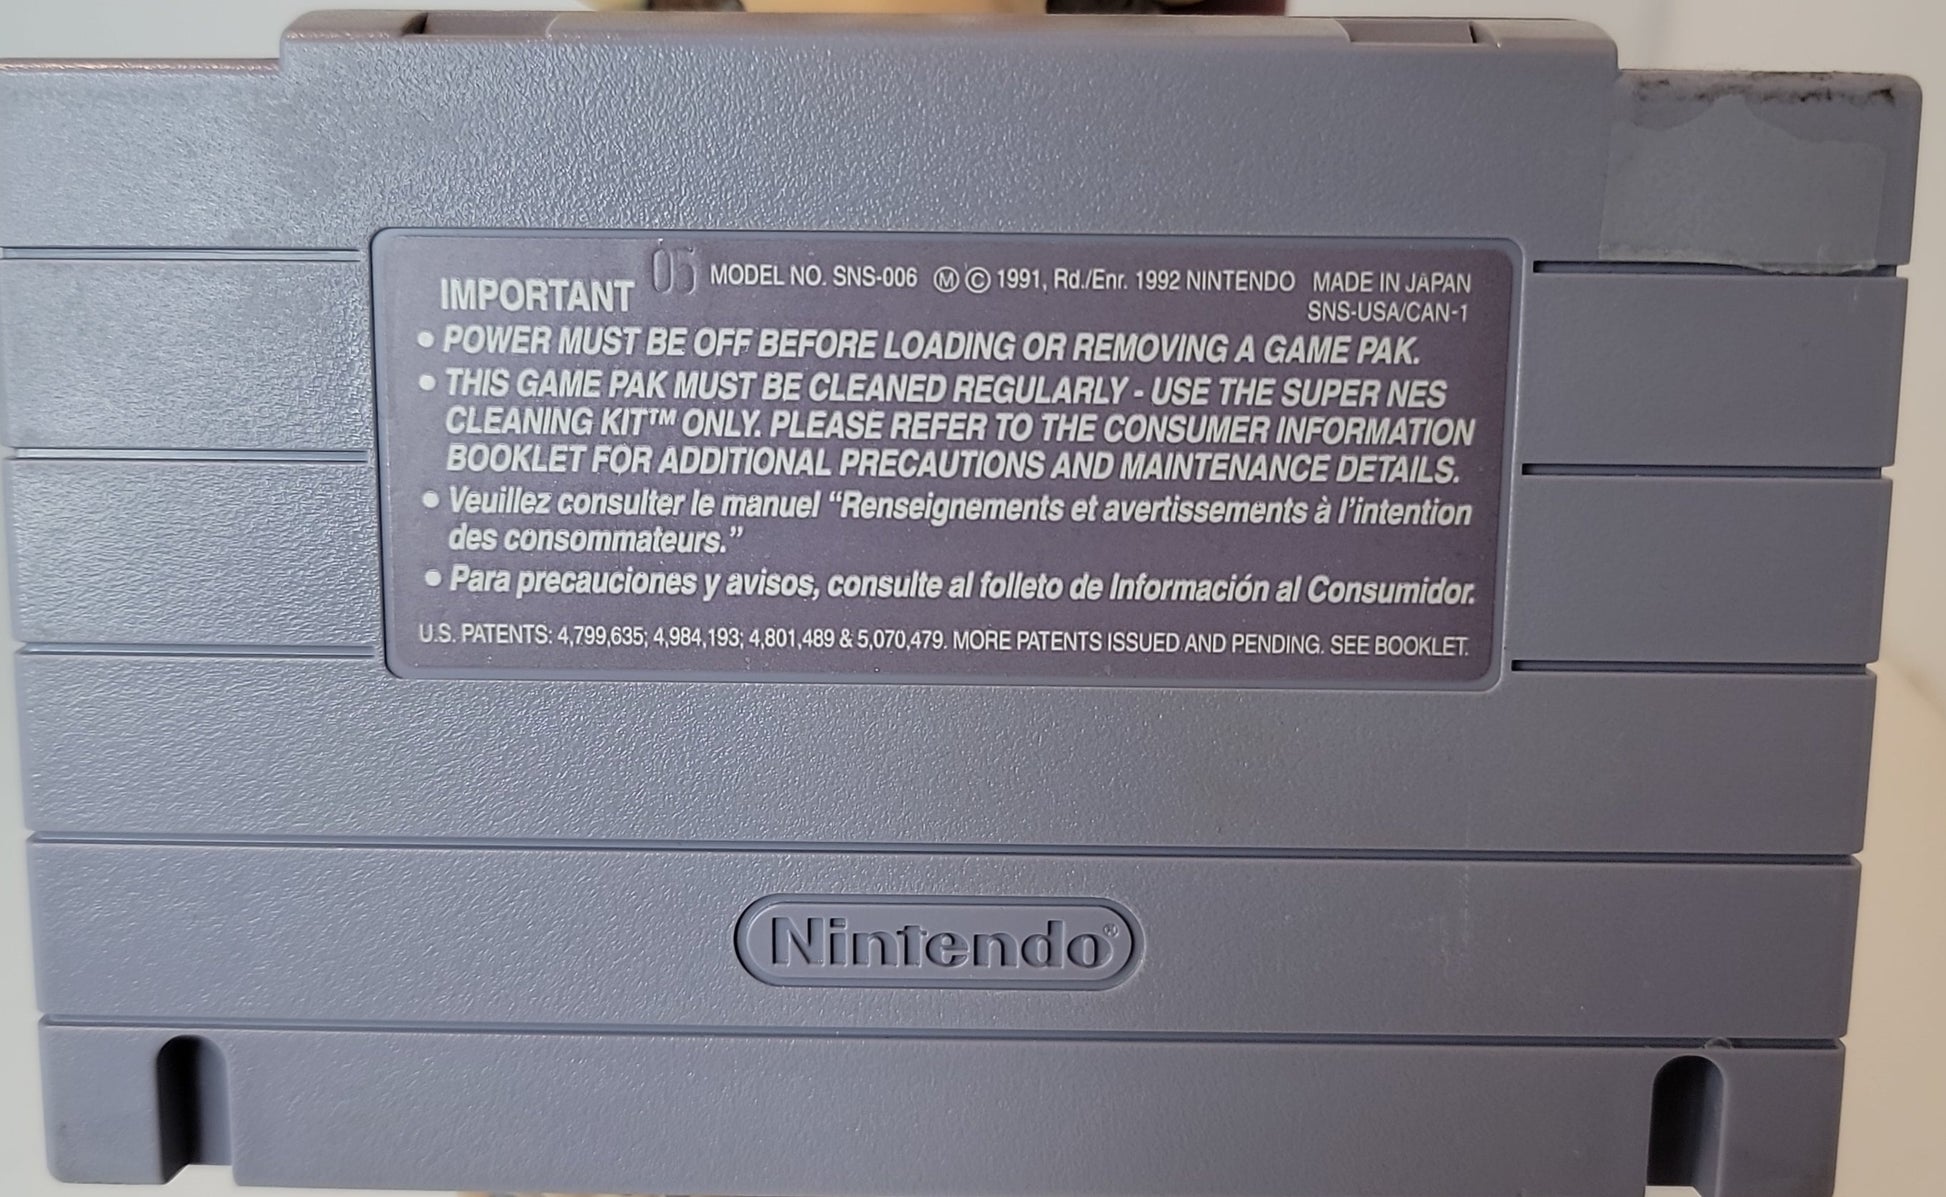 IMPORTANT 05 MODEL NO. SNS-006 Ⓜ © 1991, Rd./Enr. 1992 NINTENDO MADE IN JAPAN
SNS-USA/CAN-1
• POWER MUST BE OFF BEFORE LOADING OR REMOVING A GAME PAK.
• THIS GAME PAK MUST BE CLEANED REGULARLY - USE THE SUPER NES
CLEANING KIT™ ONLY. PLEASE REFER TO THE CONSUMER INFORMATION
BOOKLET FOR ADDITIONAL PRECAUTIONS AND MAINTENANCE DETAILS.
• Veuillez consulter le manuel “Renseignements et avertissements à l’intention
des consommateurs.”
• Para precauciones y avisos, consulte al folleto de Información al Consumidor.
U.S. PATENTS: 4,799,635; 4,984,193; 4,801,489 & 5,070,479. MORE PATENTS ISSUED AND PENDING. SEE BOOKLET.
Nintendo®